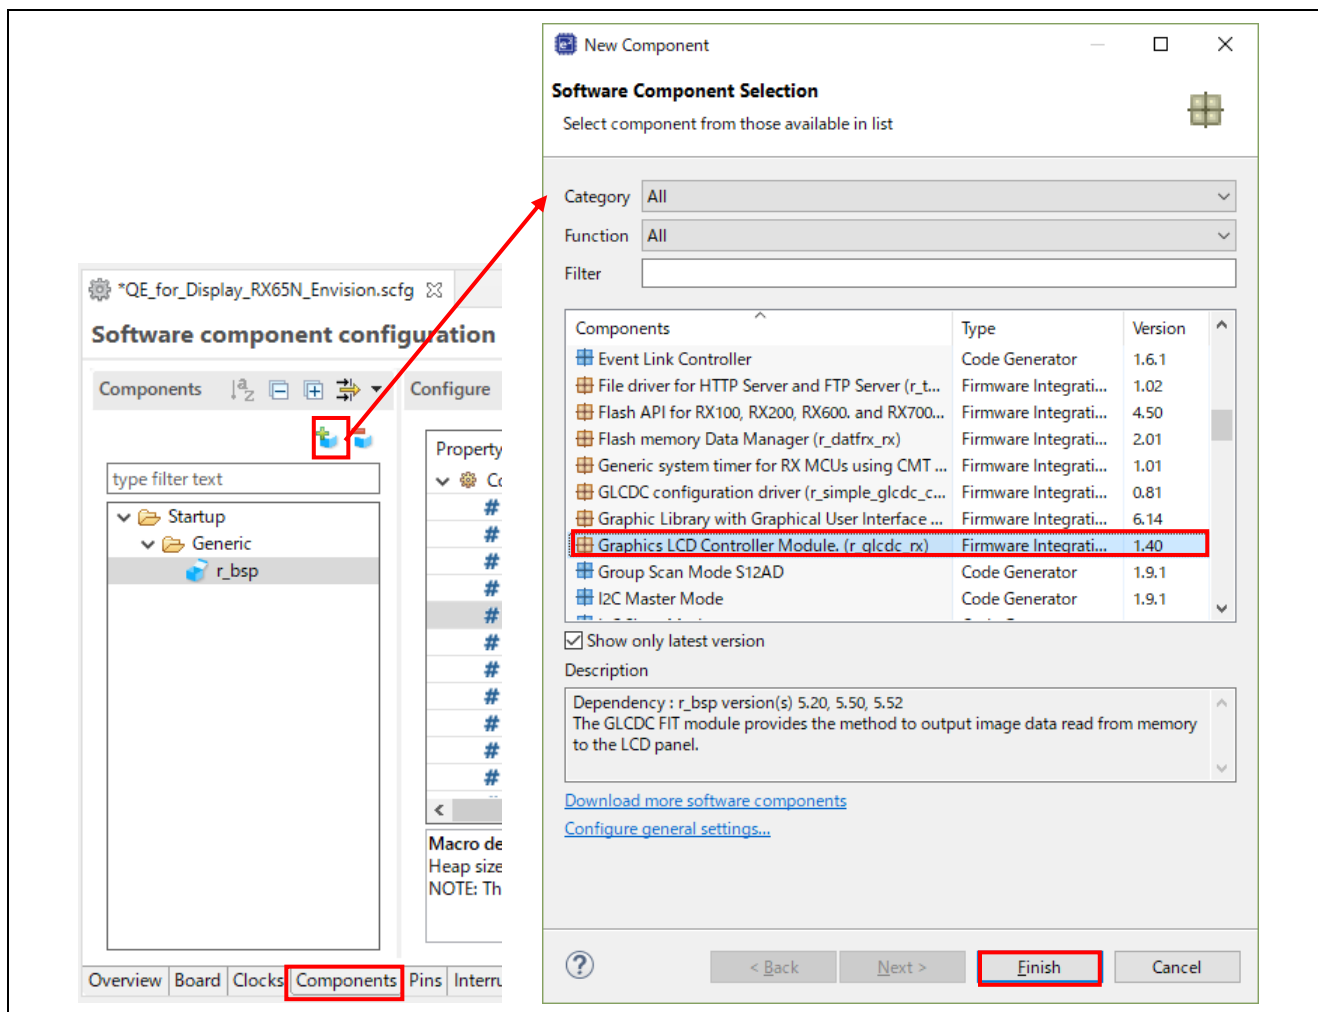 *QE_for_Display_RX65N_Envision.scfg
Software component configuration
Components
Configure
type filter text
Startup
Generic
r_bsp
Property
Co
#
#
#
#
#
#
#
#
#
#
#
Macro de
Heap size
NOTE: Th
Overview Board Clocks Components Pins Interru
New Component
Software Component Selection
Select component from those available in list
Category All
Function All
Filter
Components Type Version
Event Link Controller Code Generator 1.6.1
File driver for HTTP Server and FTP Server (r_t... Firmware Integrati... 1.02
Flash API for RX100, RX200, RX600. and RX700... Firmware Integrati... 4.50
Flash memory Data Manager (r_datfrx_rx) Firmware Integrati... 2.01
Generic system timer for RX MCUs using CMT ... Firmware Integrati... 1.01
GLCDC configuration driver (r_simple_glcdc_c... Firmware Integrati... 0.81
Graphic Library with Graphical User Interface ... Firmware Integrati... 6.14
Graphics LCD Controller Module. (r_glcdc_rx) Firmware Integrati... 1.40
Group Scan Mode S12AD Code Generator 1.9.1
I2C Master Mode Code Generator 1.9.1
Show only latest version
Description
Dependency : r_bsp version(s) 5.20, 5.50, 5.52
The GLCDC FIT module provides the method to output image data read from memory
to the LCD panel.
Download more software components
Configure general settings...
? < Back Next > Finish Cancel